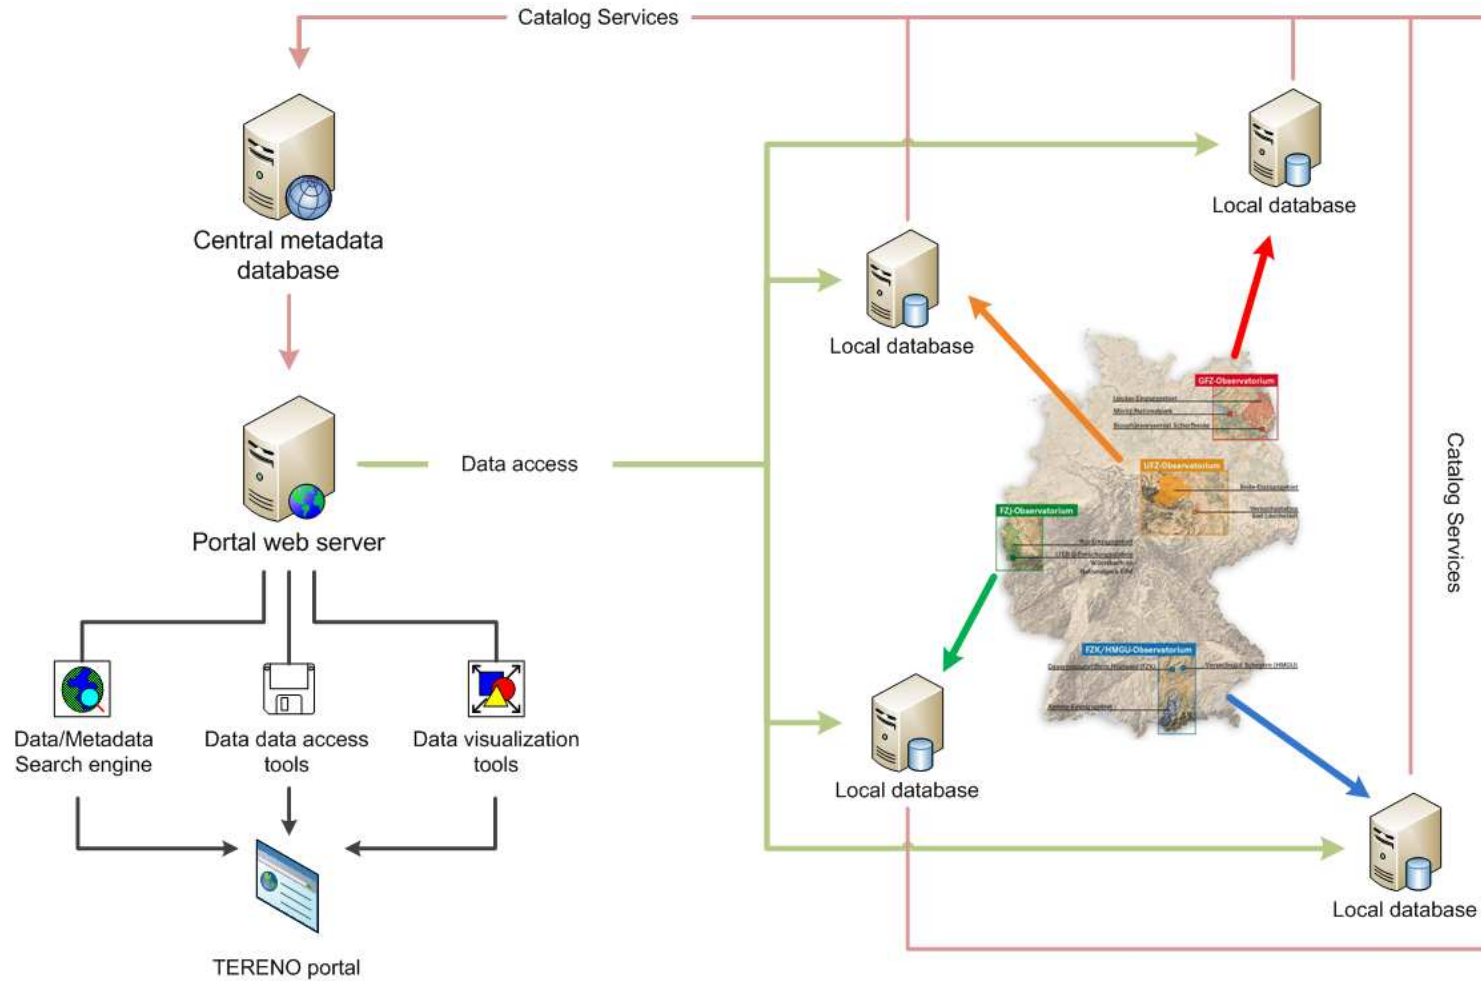 Catalog Services
Central metadata
database
Portal web server
Data access
Data/Metadada
Search engine
Data data access
tools
Data visualization
tools
TERENO portal
Local database
Local database
Local database
Local database
Catalog Services
GFZ-Observatorium
UFZ-Observatorium
FZJ-Observatorium
FZK/HMGU-Observatorium